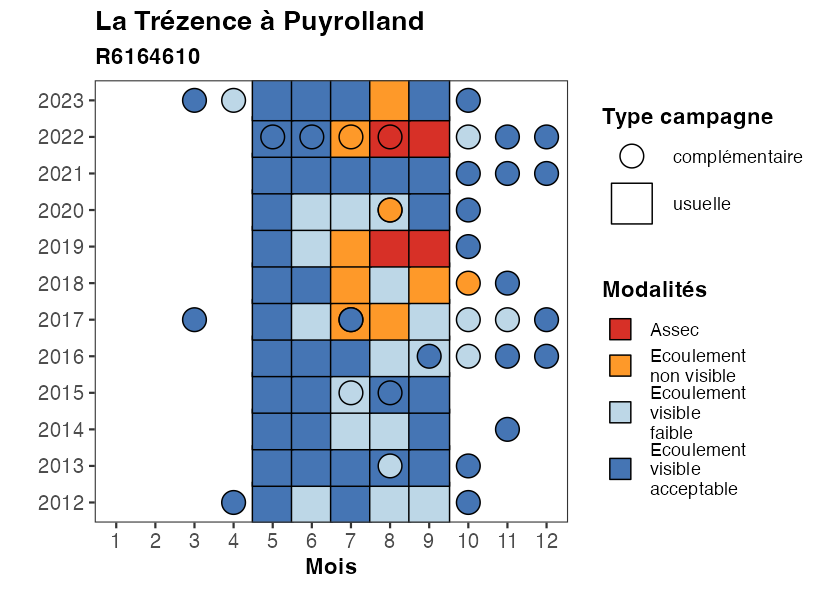 La Trézence à Puyrolland
R6164610
2023
2022
2021
2020
2019
2018
2017
2016
2015
2014
2013
2012
1 2 3 4 5 6 7 8 9 10 11 12
Mois
Type campagne
complémentaire
usuelle
Modalités
Assec
Ecoulement
non visible
Ecoulement
visible
faible
Ecoulement
visible
acceptable